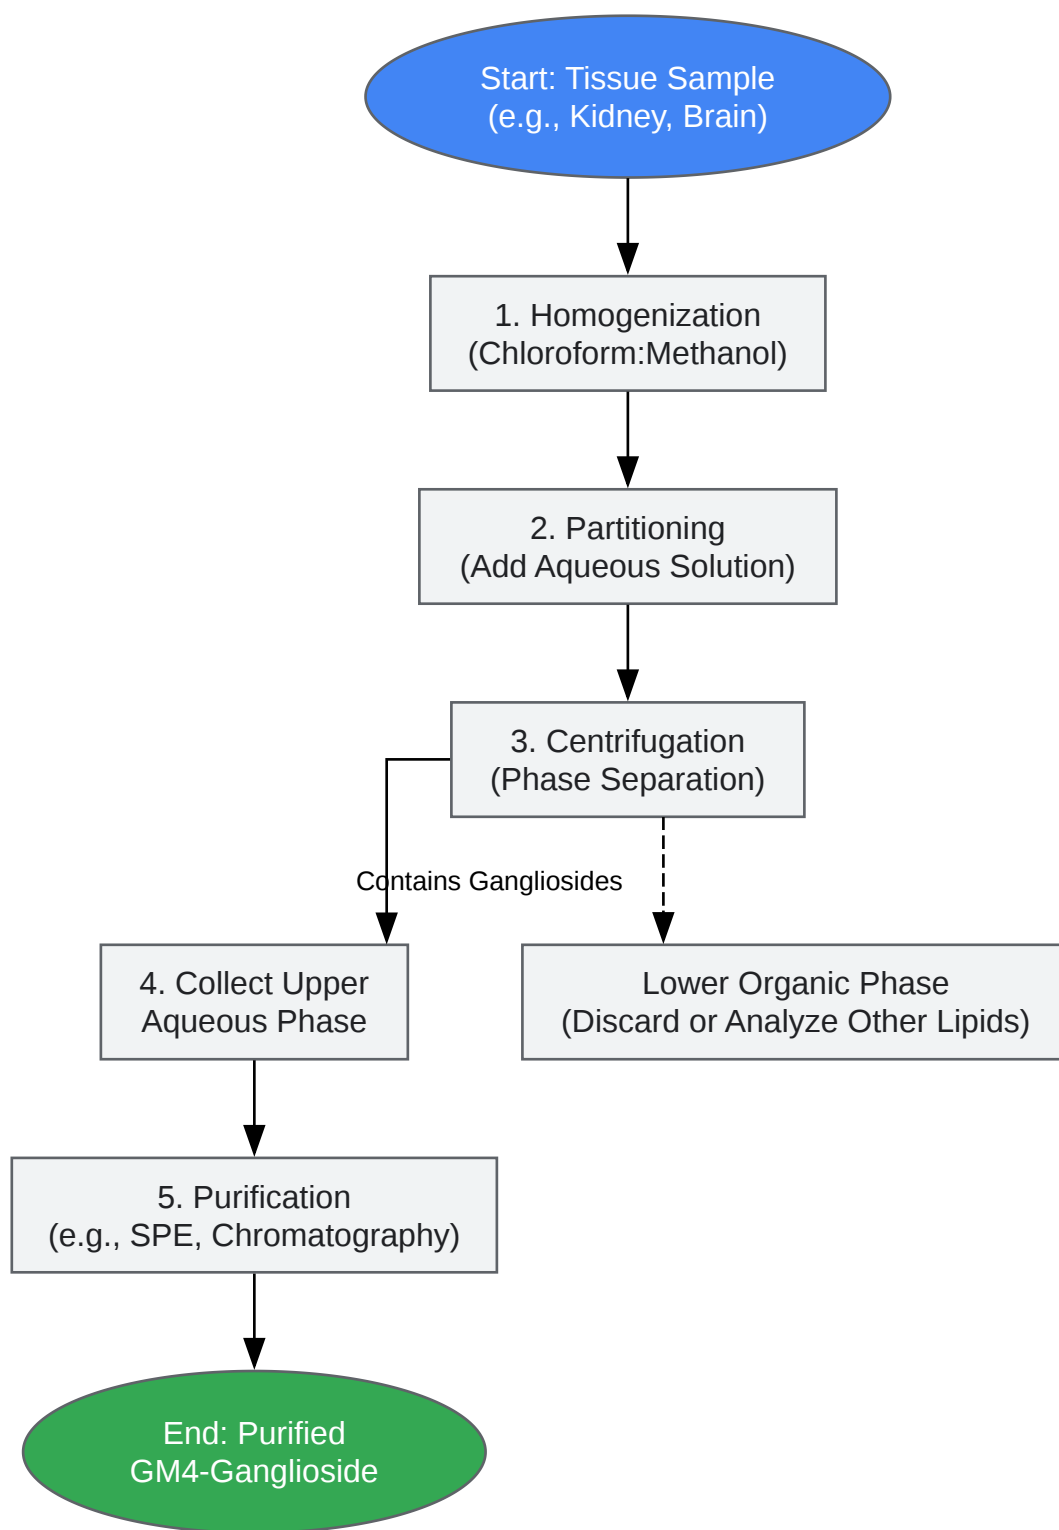 Start: Tissue Sample
(e.g., Kidney, Brain)
1. Homogenization
(Chloroform:Methanol)
2. Partitioning
(Add Aqueous Solution)
3. Centrifugation
(Phase Separation)
Contains Gangliosides
4. Collect Upper
Aqueous Phase
Lower Organic Phase
(Discard or Analyze Other Lipids)
5. Purification
(e.g., SPE, Chromatography)
End: Purified
GM4-Ganglioside